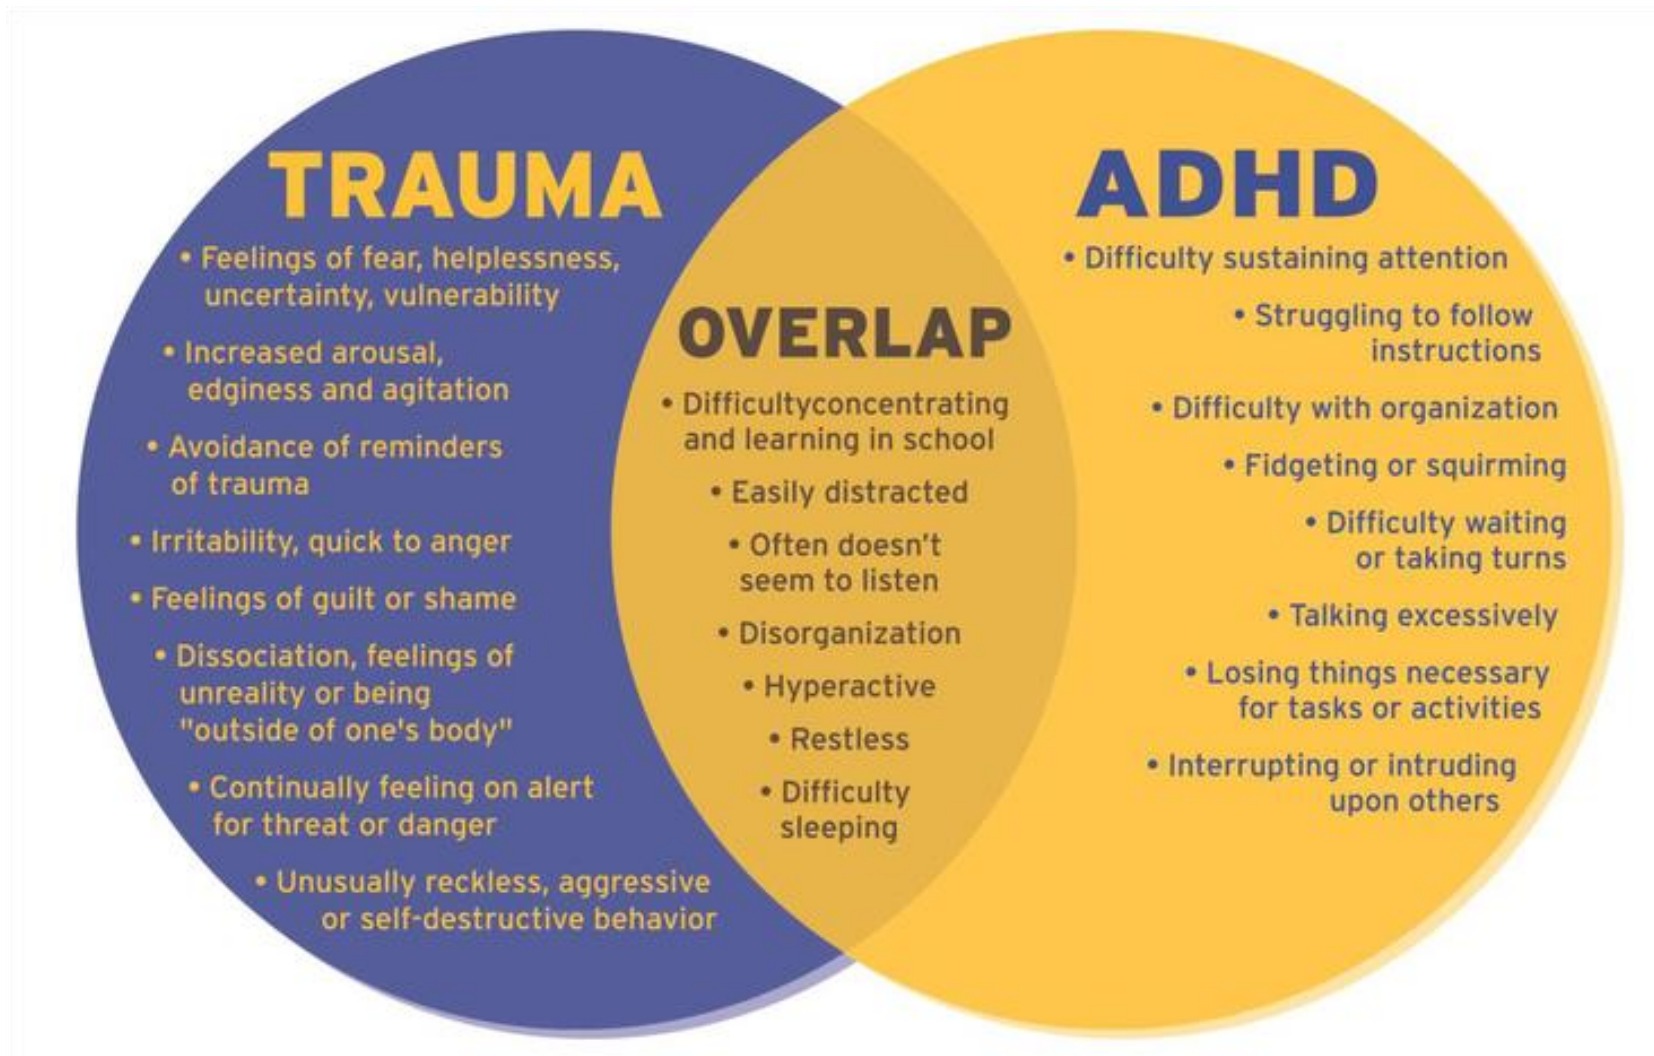 TRAUMA
• Feelings of fear, helplessness,
uncertainty, vulnerability
• Increased arousal,
edginess and agitation
• Avoidance of reminders
of trauma
• Irritability, quick to anger
• Feelings of guilt or shame
• Dissociation, feelings of
unreality or being
"outside of one's body"
• Continually feeling on alert
for threat or danger
• Unusually reckless, aggressive
or self-destructive behavior
OVERLAP
• Difficultyconcentrating
and learning in school
• Easily distracted
• Often doesn't
seem to listen
• Disorganization
• Hyperactive
• Restless
• Difficulty
sleeping
ADHD
• Difficulty sustaining attention
• Struggling to follow
instructions
• Difficulty with organization
• Fidgeting or squirming
• Difficulty waiting
or taking turns
• Talking excessively
• Losing things necessary
for tasks or activities
• Interrupting or intruding
upon others